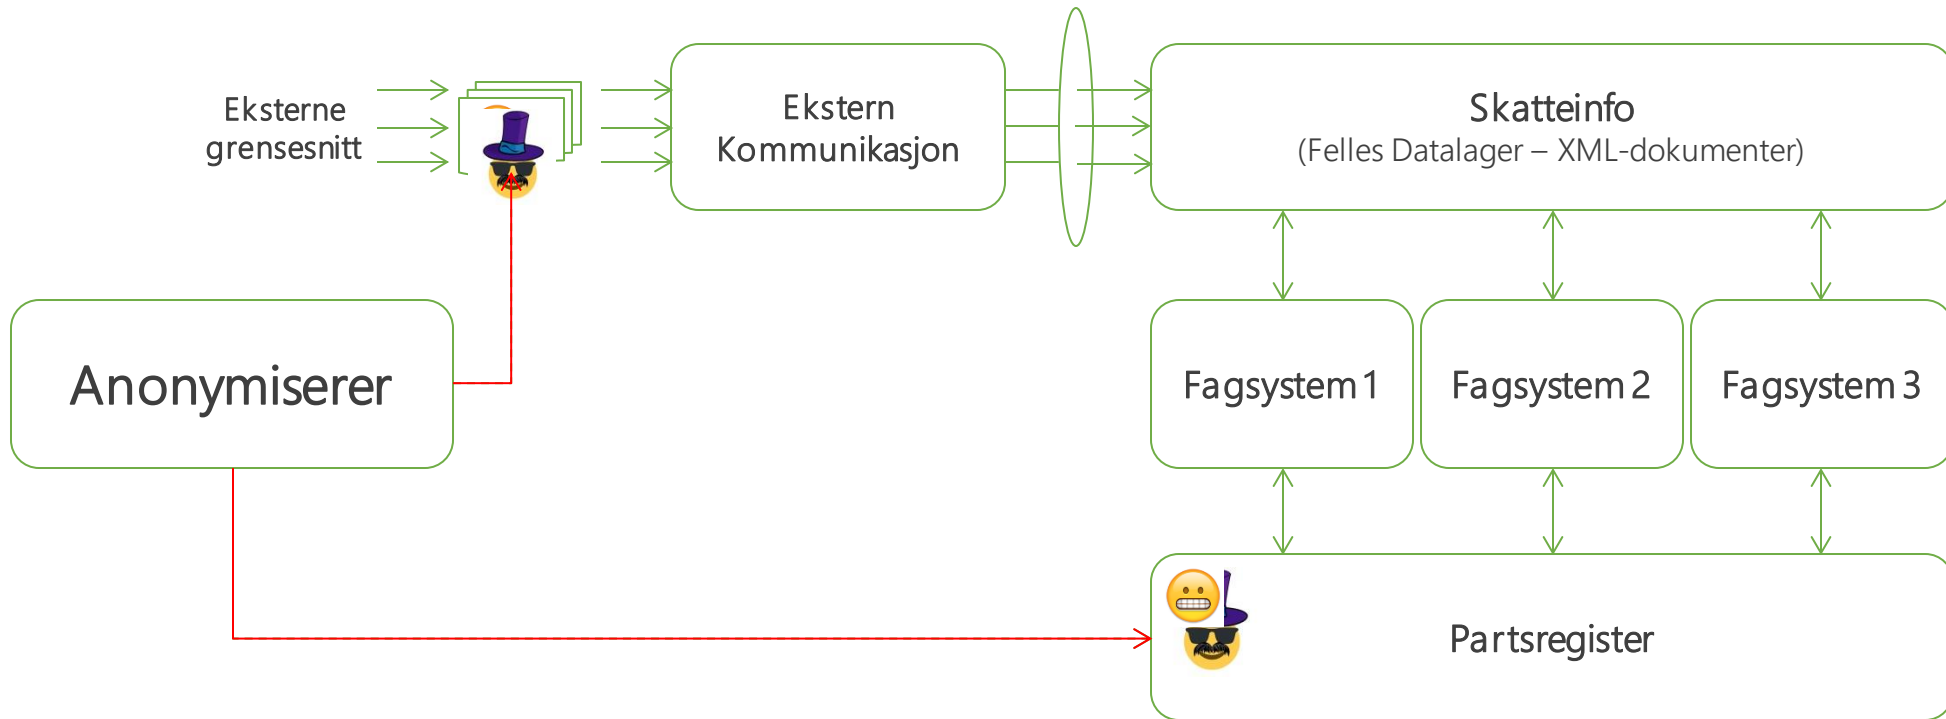 Eksterne
grensesnitt
Ekstern
Kommunikasjon
Skatteinfo
(Felles Datalager – XML-dokumenter)
Anonymiserer
Fagsystem 1
Fagsystem 2
Fagsystem 3
Partsregister